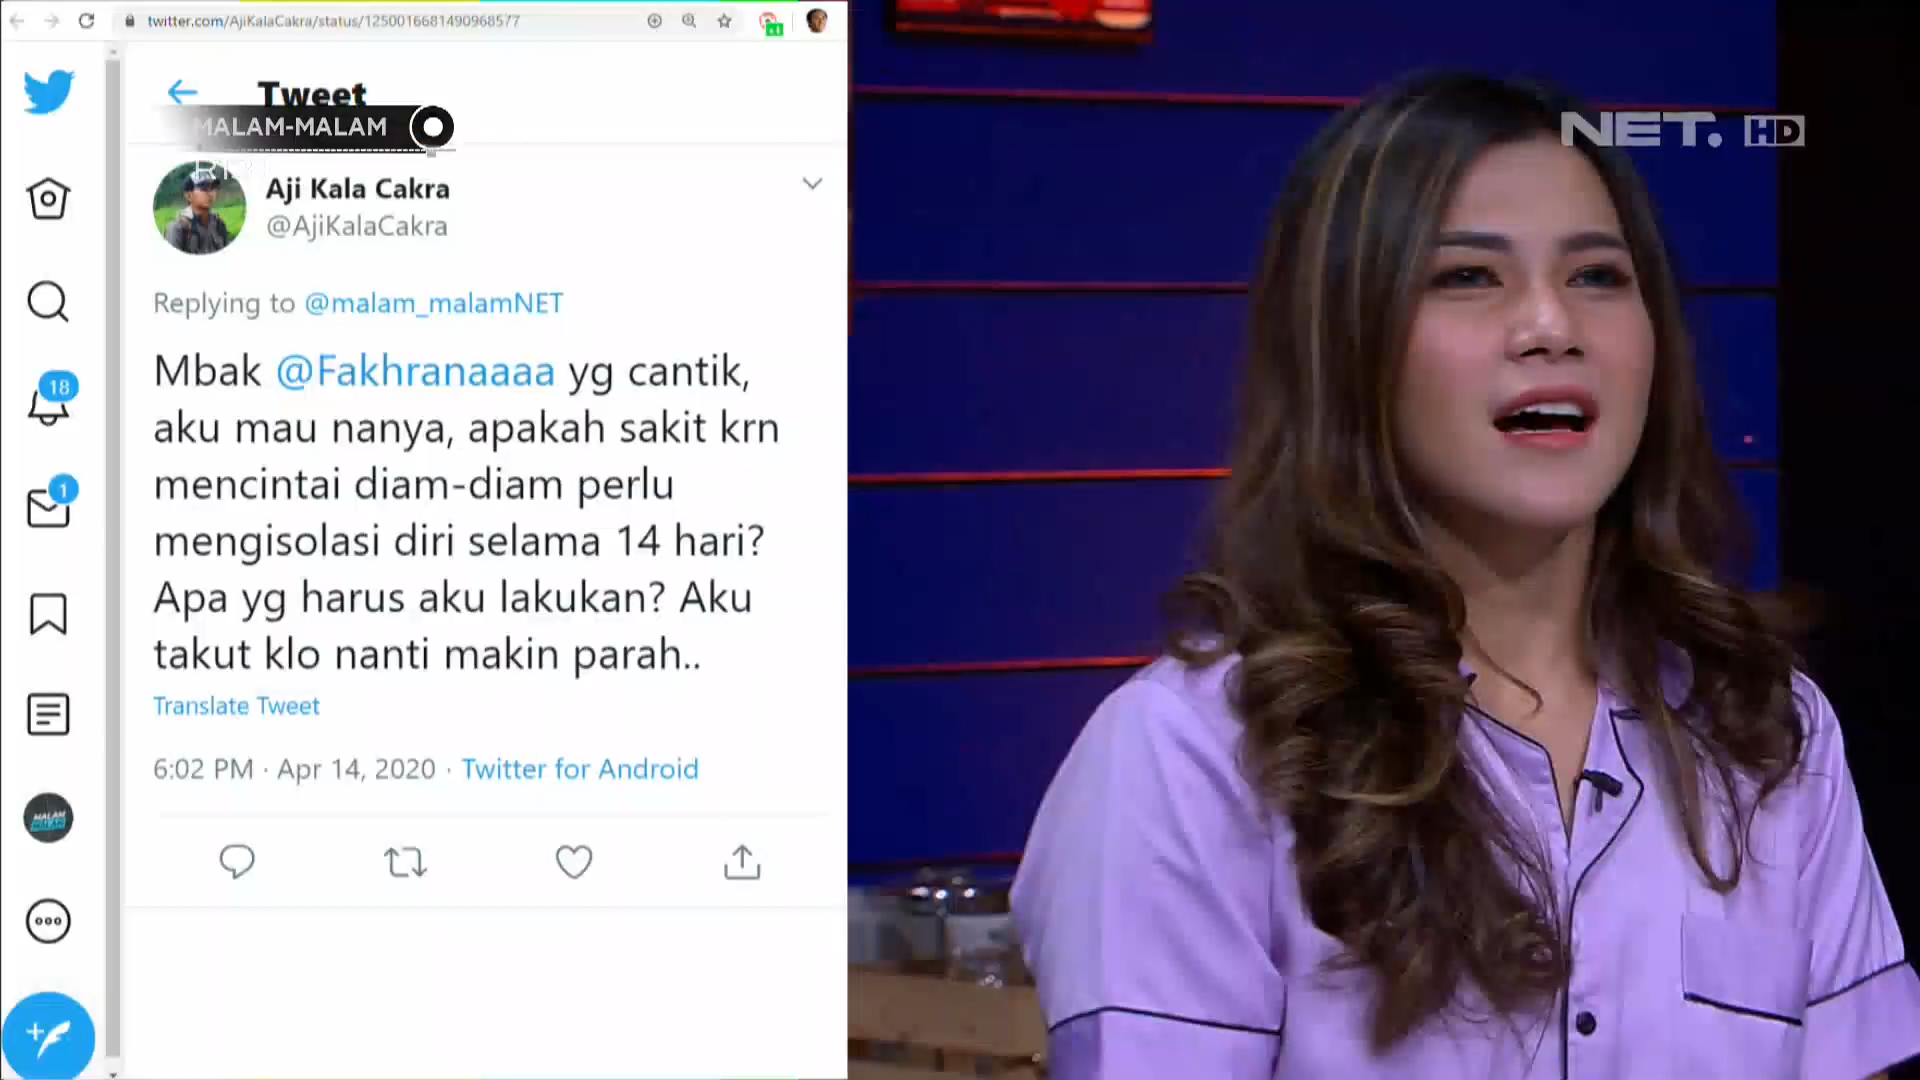 twitter.com/AjiKalaCakra/status/1250016681490968577
Tweet
MALAM-MALAM
NET. HD
Aji Kala Cakra
@AjiKalaCakra
Replying to @malam_malamNET
Mbak @Fakhranaaaa yg cantik,
aku mau nanya, apakah sakit krn
mencintai diam-diam perlu
mengisolasi diri selama 14 hari?
Apa yg harus aku lakukan? Aku
takut klo nanti makin parah..
Translate Tweet
6:02 PM · Apr 14, 2020 · Twitter for Android
18
1
MALAM
MALAM